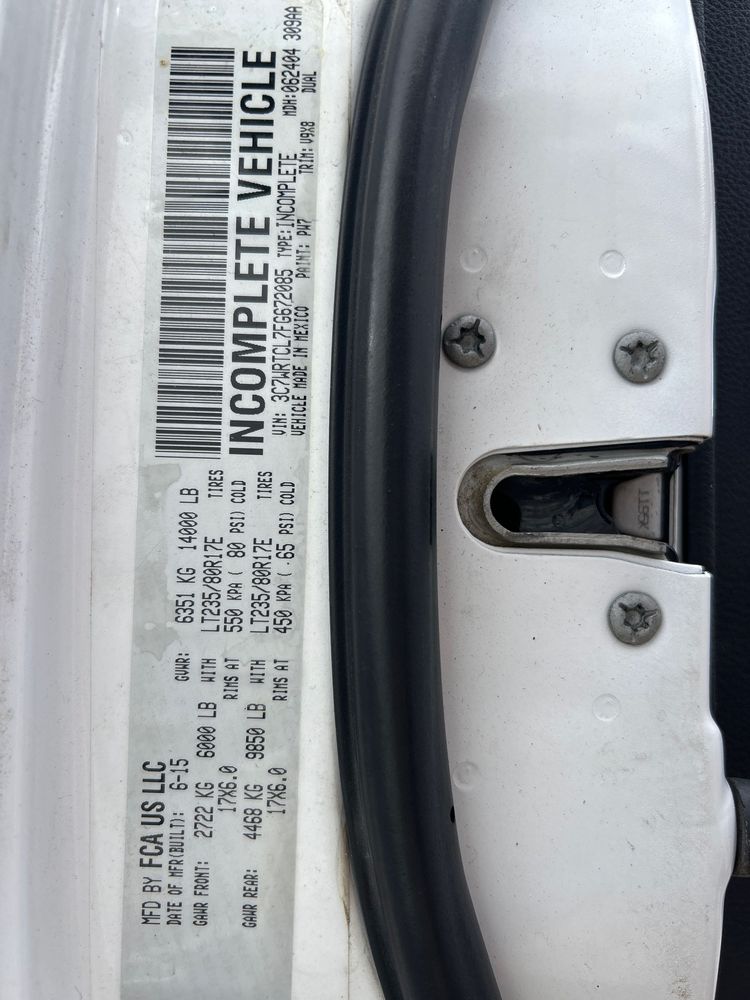 MFD BY FCA US LLC
DATE OF MFR(BUILT): 6-15 GVWR: 6351 KG 14000 LB
GAWR FRONT: 2722 KG 6000 LB WITH LT235/80R17E TIRES
17X6.0 RIMS AT 550 KPA ( 80 PSI) COLD
GAWR REAR: 4468 KG 9850 LB WITH LT235/80R17E TIRES
17X6.0 RIMS AT 450 KPA ( 65 PSI) COLD
INCOMPLETE VEHICLE
VIN: 3C7WRTCL7FG672085 TYPE:INCOMPLETE DUAL
VEHICLE MADE IN MEXICO PAINT: PW7 TRIM: V9X8
MDH:062404 309AA